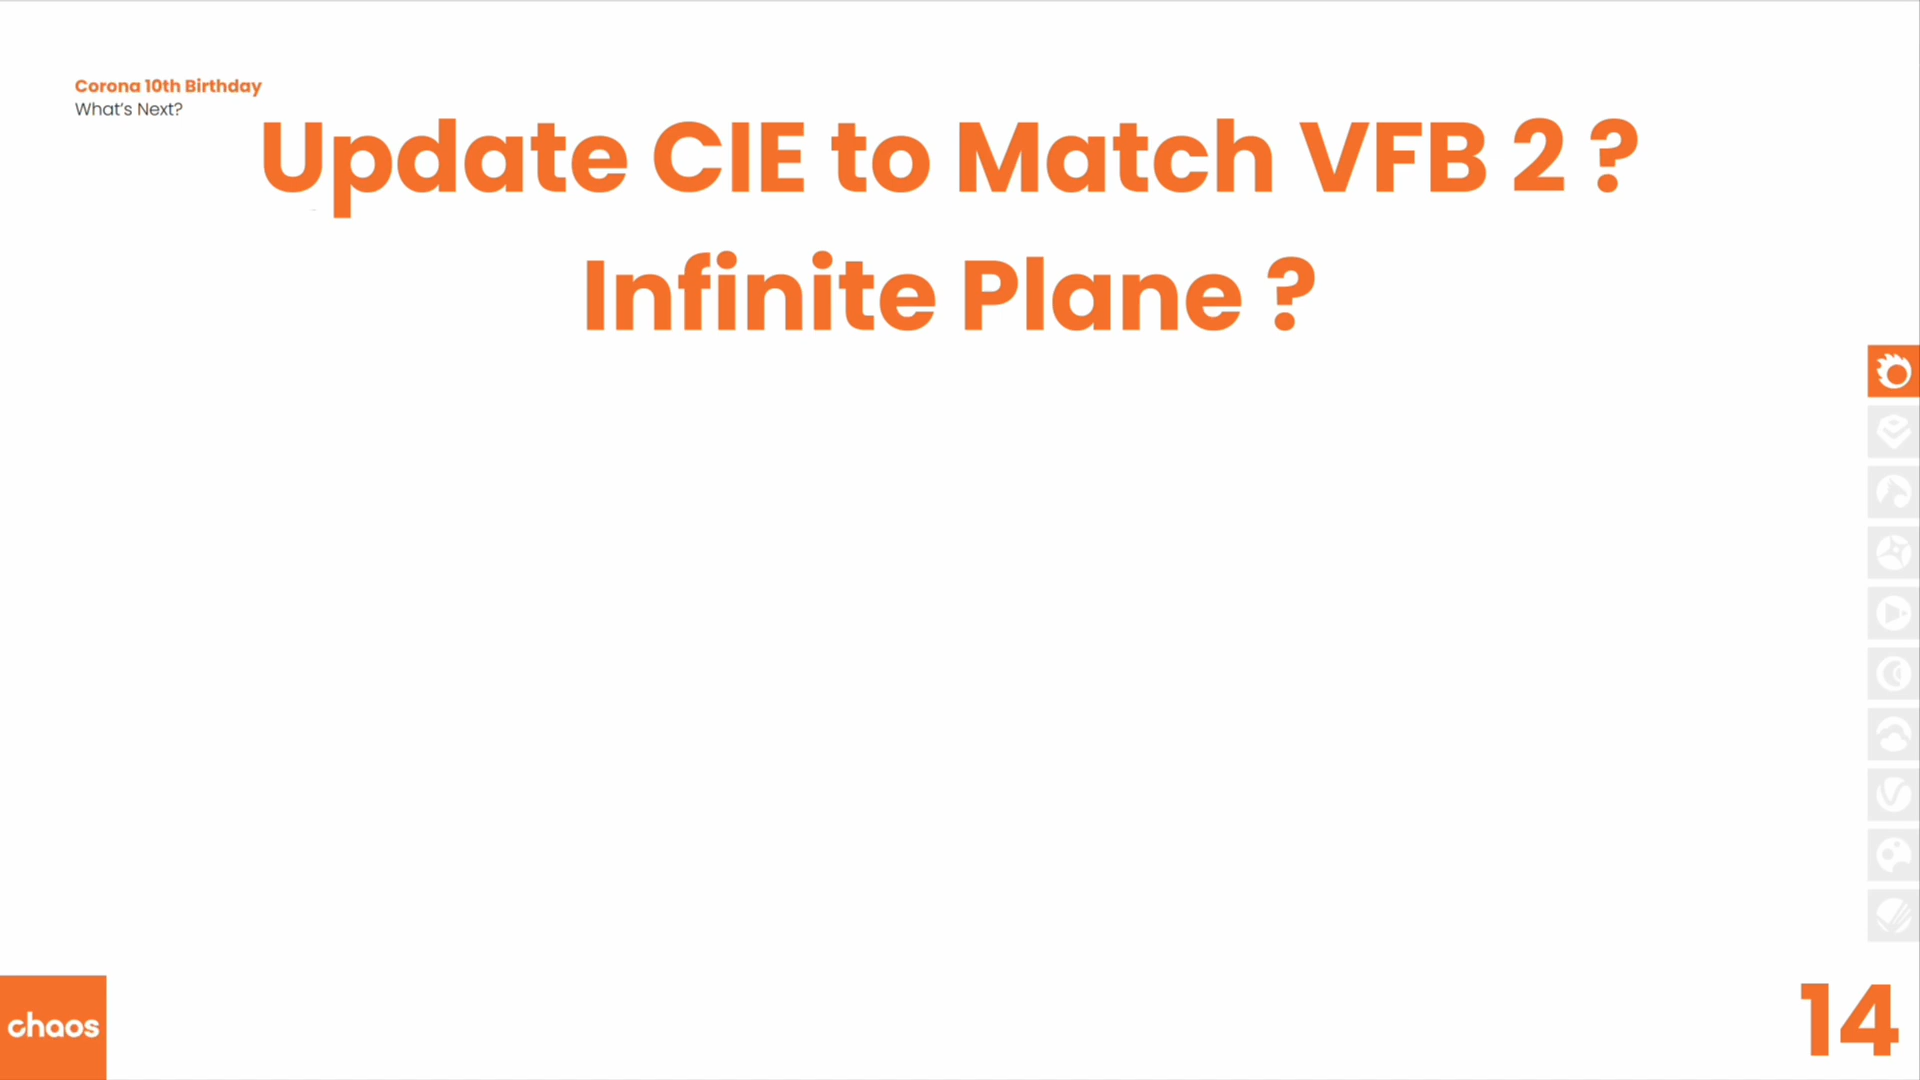 Corona 10th Birthday
What's Next?
Update CIE to Match VFB 2 ?
Infinite Plane ?
chaos
14